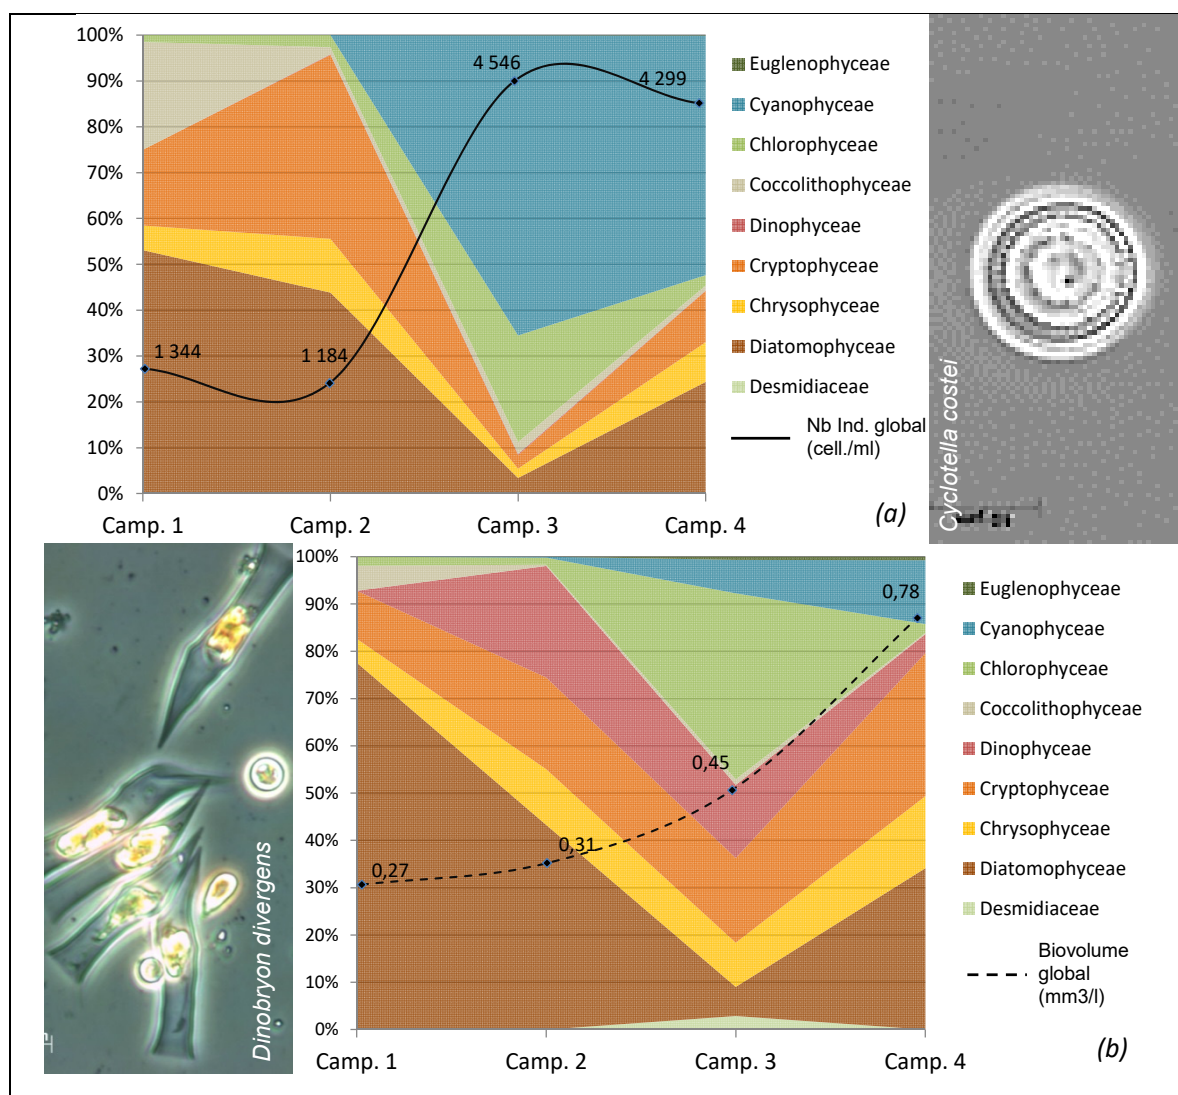 100%
90%
80%
70%
60%
50%
40%
30%
20%
10%
0%
1 344
1 184
4 546
4 299
Camp. 1
Camp. 2
Camp. 3
Camp. 4
Euglenophyceae
Cyanophyceae
Chlorophyceae
Coccolithophyceae
Dinophyceae
Cryptophyceae
Chrysophyceae
Diatomophyceae
Desmidiaceae
Nb Ind. global
(cell./ml)
(a)
Cyclotella costei
Dinobryon divergens
100%
90%
80%
70%
60%
50%
40%
30%
20%
10%
0%
0,27
0,31
0,45
0,78
Camp. 1
Camp. 2
Camp. 3
Camp. 4
Euglenophyceae
Cyanophyceae
Chlorophyceae
Coccolithophyceae
Dinophyceae
Cryptophyceae
Chrysophyceae
Diatomophyceae
Desmidiaceae
Biovolume
global
(mm3/l)
(b)